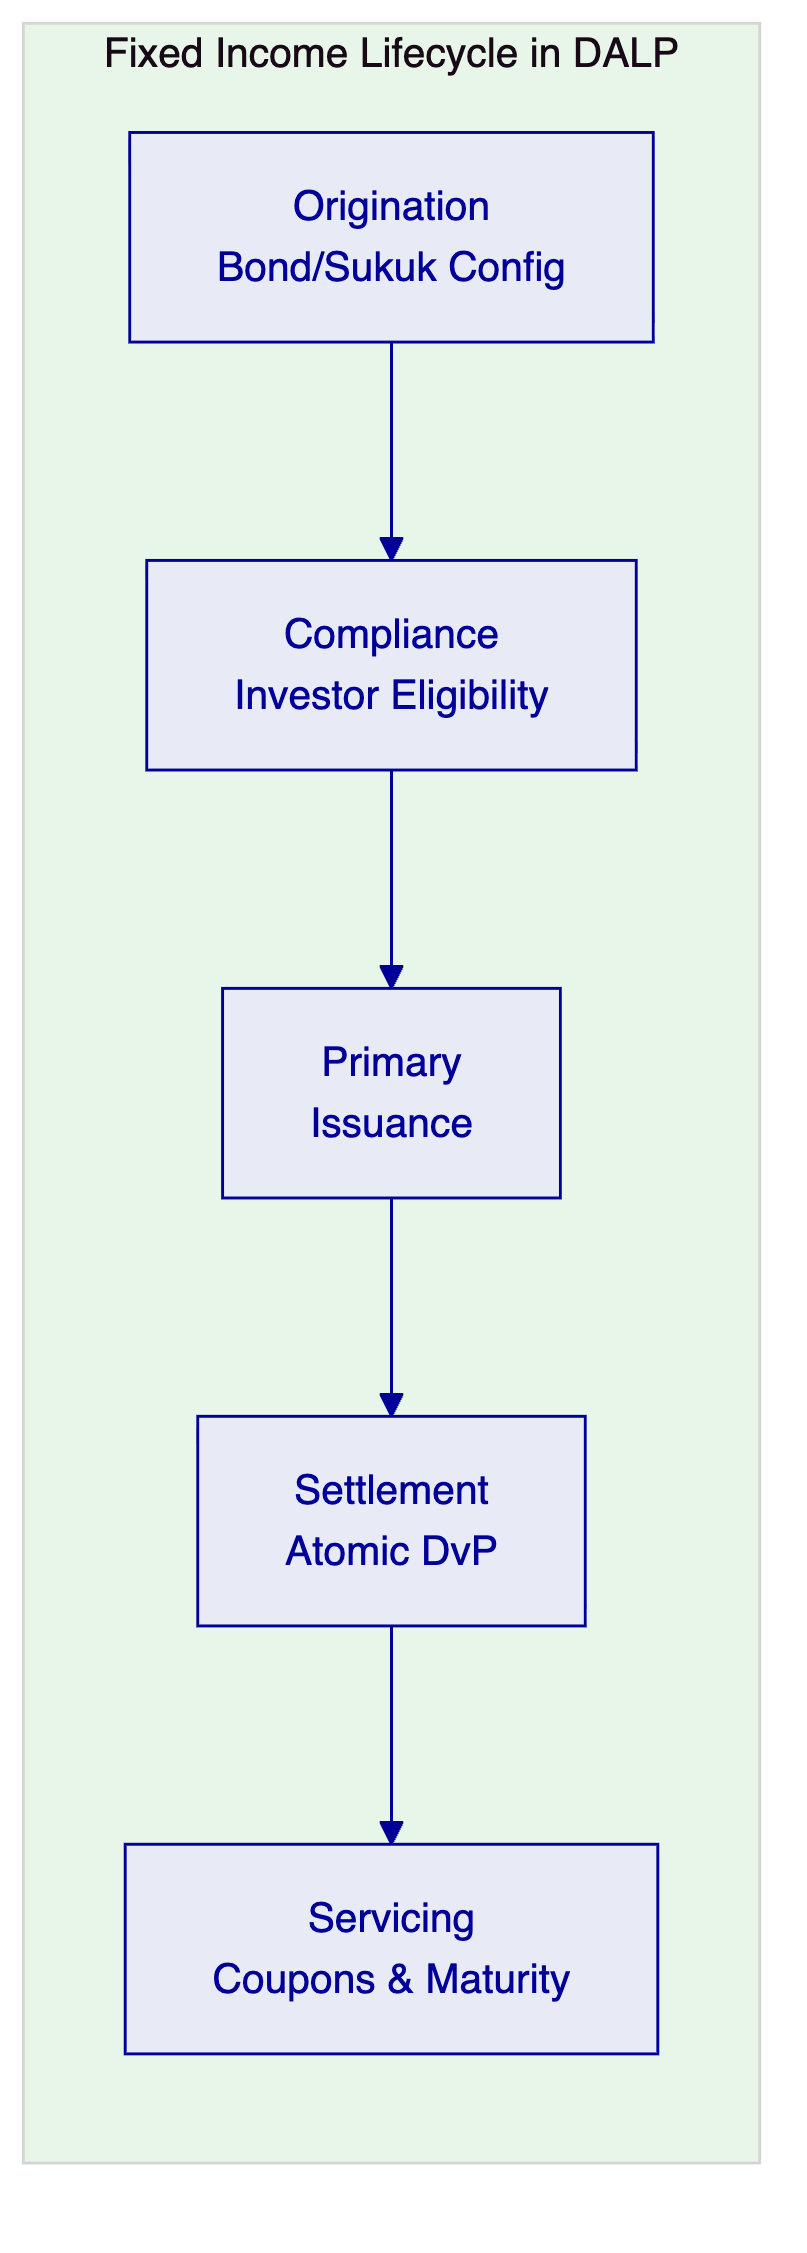 Fixed Income Lifecycle in DALP
Origination
Bond/Sukuk Config
Compliance
Investor Eligibility
Primary
Issuance
Settlement
Atomic DvP
Servicing
Coupons & Maturity